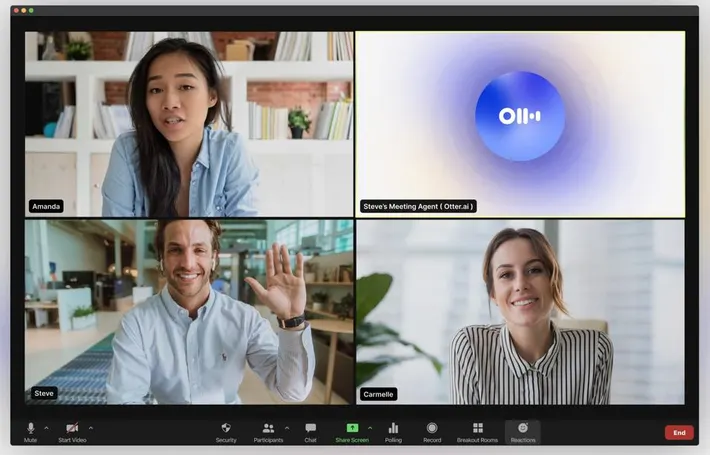 Amanda
Otter
Steve's Meeting Agent ( Otter.ai )
Steve
Carmelle
Mute
Start Video
Security
Participants
Chat
Share Screen
Polling
Record
Breakout Rooms
Reactions
End